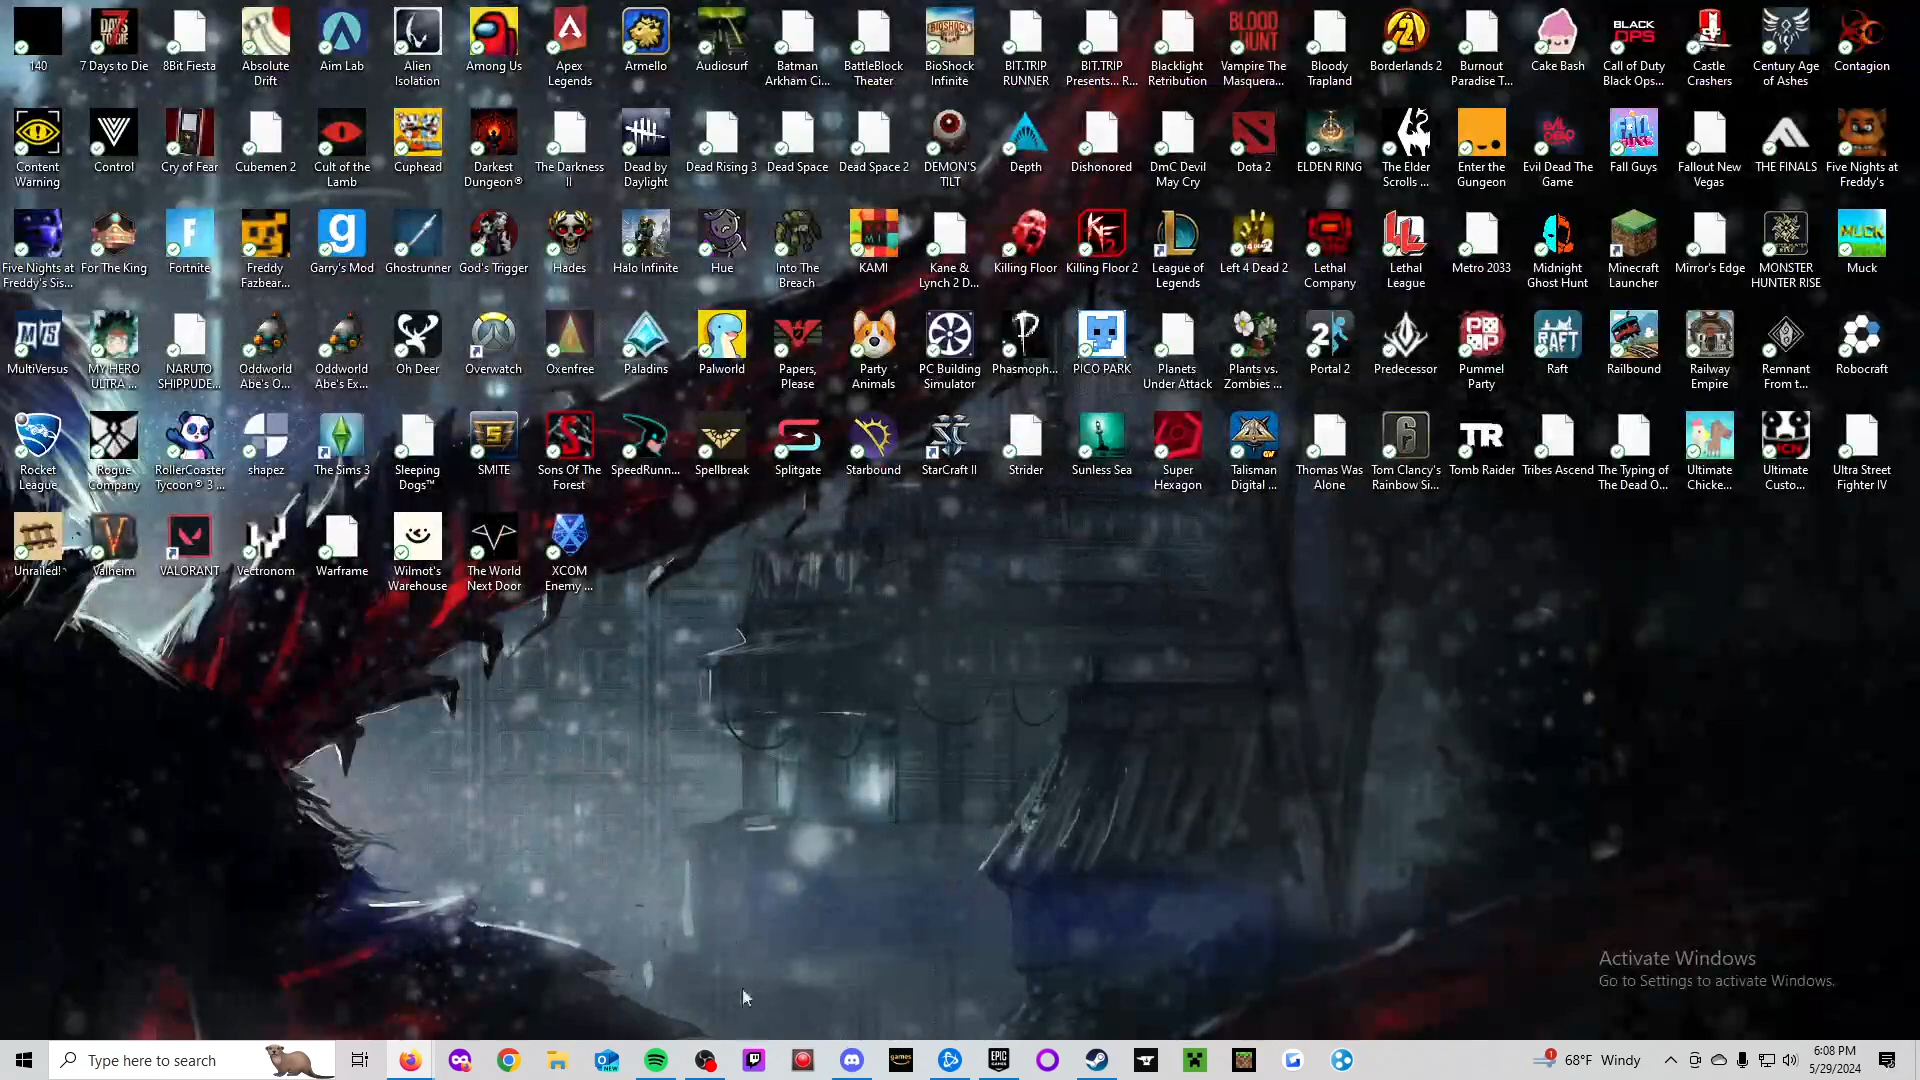 140
7 Days to Die
8Bit Fiesta
Absolute
Drift
Aim Lab
Alien
Isolation
Among Us
Apex
Legends
Armello
Audiosurf
Batman
Arkham Ci...
BattleBlock
Theater
BioShock
Infinite
BIT.TRIP
RUNNER
BIT.TRIP
Presents... R...
Blacklight
Retribution
Vampire The
Masquera...
Bloody
Trapland
Borderlands 2
Burnout
Paradise T...
Cake Bash
Call of Duty
Black Ops...
Castle
Crashers
Century Age
of Ashes
Contagion
Content
Warning
Control
Cry of Fear
Cubemen 2
Cult of the
Lamb
Cuphead
Darkest
Dungeon®
The Darkness
II
Dead by
Daylight
Dead Rising 3
Dead Space
Dead Space 2
DEMON'S
TILT
Depth
Dishonored
DmC Devil
May Cry
Dota 2
ELDEN RING
The Elder
Scrolls ...
Enter the
Gungeon
Evil Dead The
Game
Fall Guys
Fallout New
Vegas
THE FINALS
Five Nights at
Freddy's
Five Nights at
Freddy's Sis...
For The King
Fortnite
Freddy
Fazbear...
Garry's Mod
Ghostrunner
God's Trigger
Hades
Halo Infinite
Hue
Into The
Breach
KAMI
Kane &
Lynch 2 D...
Killing Floor
Killing Floor 2
League of
Legends
Left 4 Dead 2
Lethal
Company
Lethal
League
Metro 2033
Midnight
Ghost Hunt
Minecraft
Launcher
Mirror's Edge
MONSTER
HUNTER RISE
Muck
MultiVersus
MY HERO
ULTRA ...
NARUTO
SHIPPUDE...
Oddworld
Abe's O...
Oddworld
Abe's Ex...
Oh Deer
Overwatch
Oxenfree
Paladins
Palworld
Papers,
Please
Party
Animals
PC Building
Simulator
Phasmoph...
PICO PARK
Planets
Under Attack
Plants vs.
Zombies ...
Portal 2
Predecessor
Pummel
Party
Raft
Railbound
Railway
Empire
Remnant
From t...
Robocraft
Rocket
League
Rogue
Company
RollerCoaster
Tycoon® 3 ...
shapez
The Sims 3
Sleeping
Dogs™
SMITE
Sons Of The
Forest
SpeedRunn...
Spellbreak
Splitgate
Starbound
StarCraft II
Strider
Sunless Sea
Super
Hexagon
Talisman
Digital ...
Thomas Was
Alone
Tom Clancy's
Rainbow Si...
Tomb Raider
Tribes Ascend
The Typing of
The Dead O...
Ultimate
Chicke...
Ultimate
Custo...
Ultra Street
Fighter IV
Unrailed!
Valheim
VALORANT
Vectronom
Warframe
Wilmot's
Warehouse
The World
Next Door
XCOM
Enemy ...
Activate Windows
Go to Settings to activate Windows.
Type here to search
68°F Windy
6:08 PM
5/29/2024